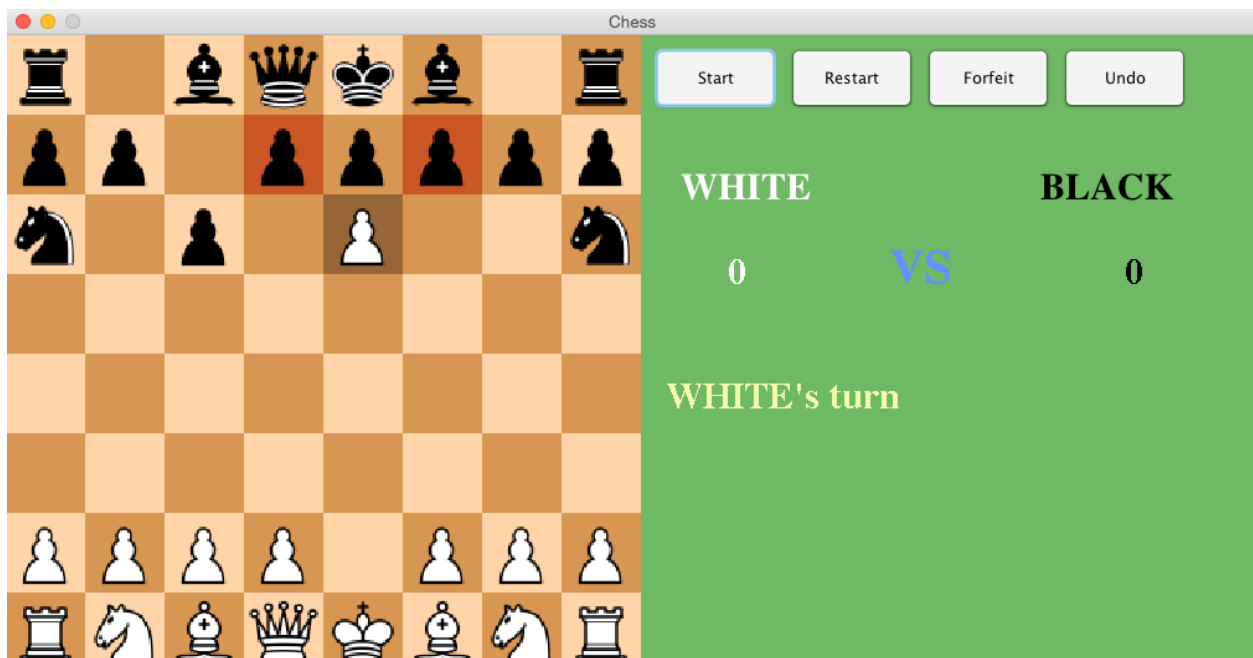 Chess
Start Restart Forfeit Undo
WHITE BLACK
0 VS 0
WHITE's turn